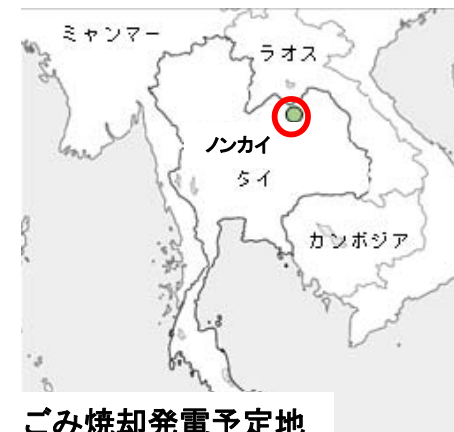 ミャンマー
ラオス
ノンカイ
タイ
カンボジア
ごみ焼却発電予定地